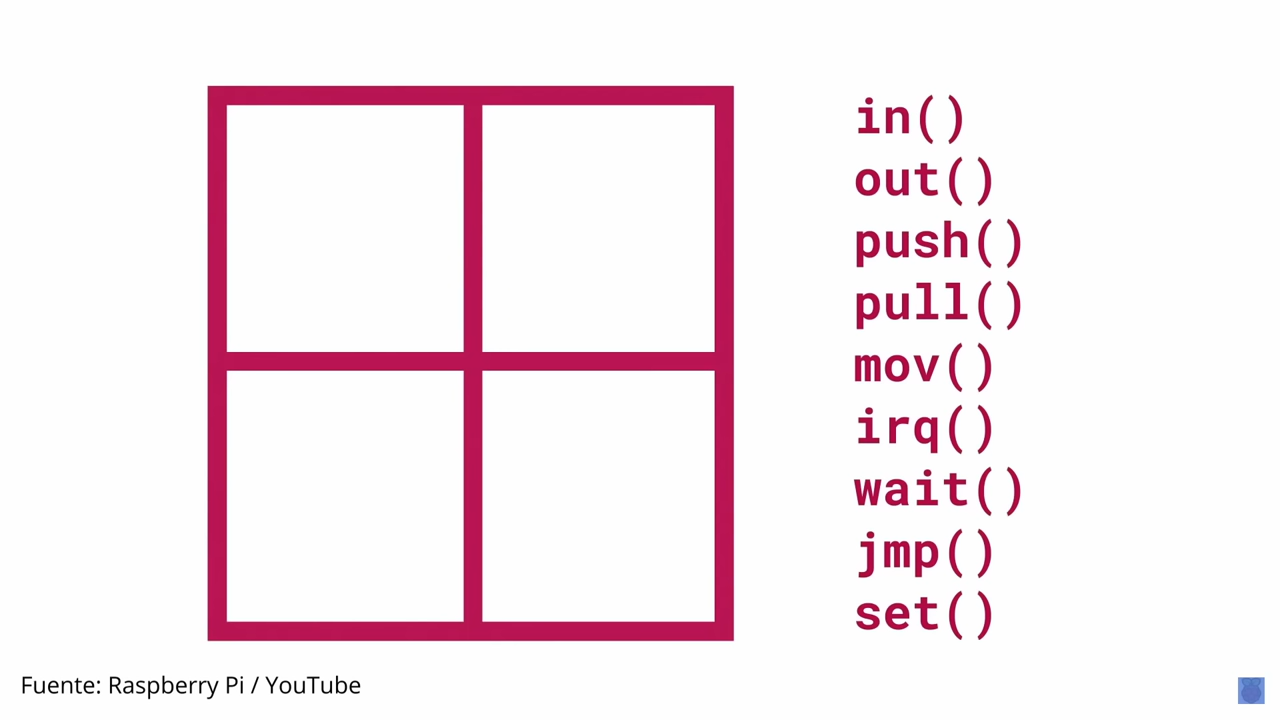 in()
out()
push()
pull()
mov()
irq()
wait()
jmp()
set()
Fuente: Raspberry Pi / YouTube